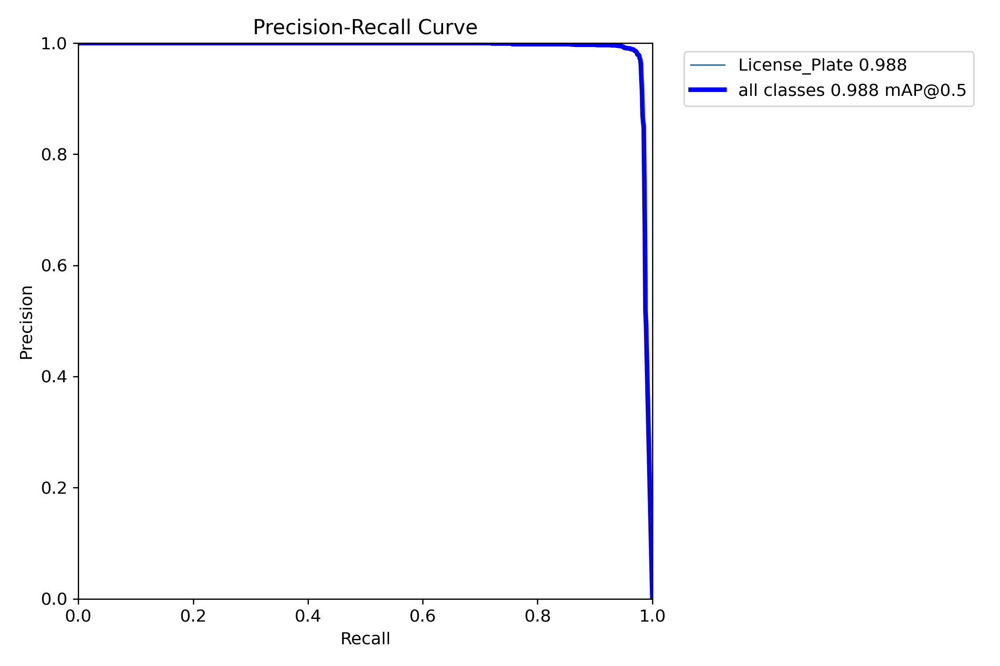 Precision-Recall Curve
License_Plate 0.988
all classes 0.988 mAP@0.5
1.0
0.8
0.6
0.4
0.2
0.0
Precision
0.0 0.2 0.4 0.6 0.8 1.0
Recall